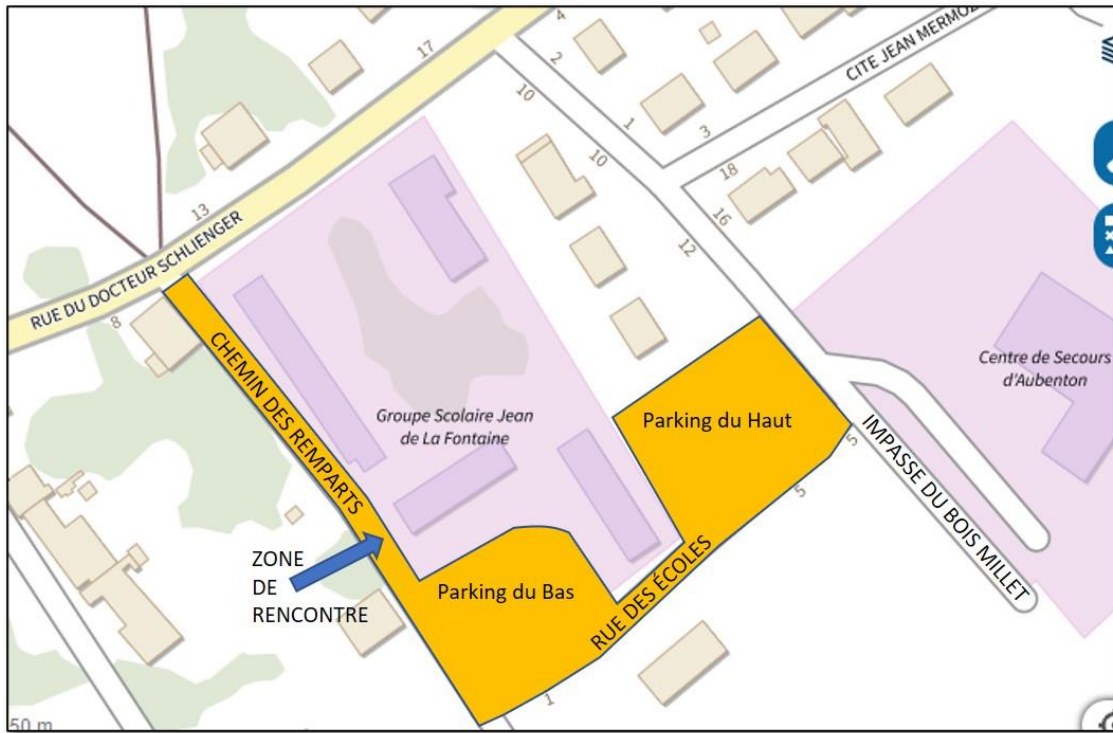 4
17
2
CITE JEAN MERMOZ
10
1
3
10
18
16
13
12
RUE DU DOCTEUR SCHLIENGER
8
CHEMIN DES REMPARTS
Groupe Scolaire Jean
de La Fontaine
Parking du Haut
Centre de Secours
d'Aubenton
5
IMPASSE DU BOIS MILLET
5
ZONE
DE
RENCONTRE
Parking du Bas
RUE DES ÉCOLES
1
50 m